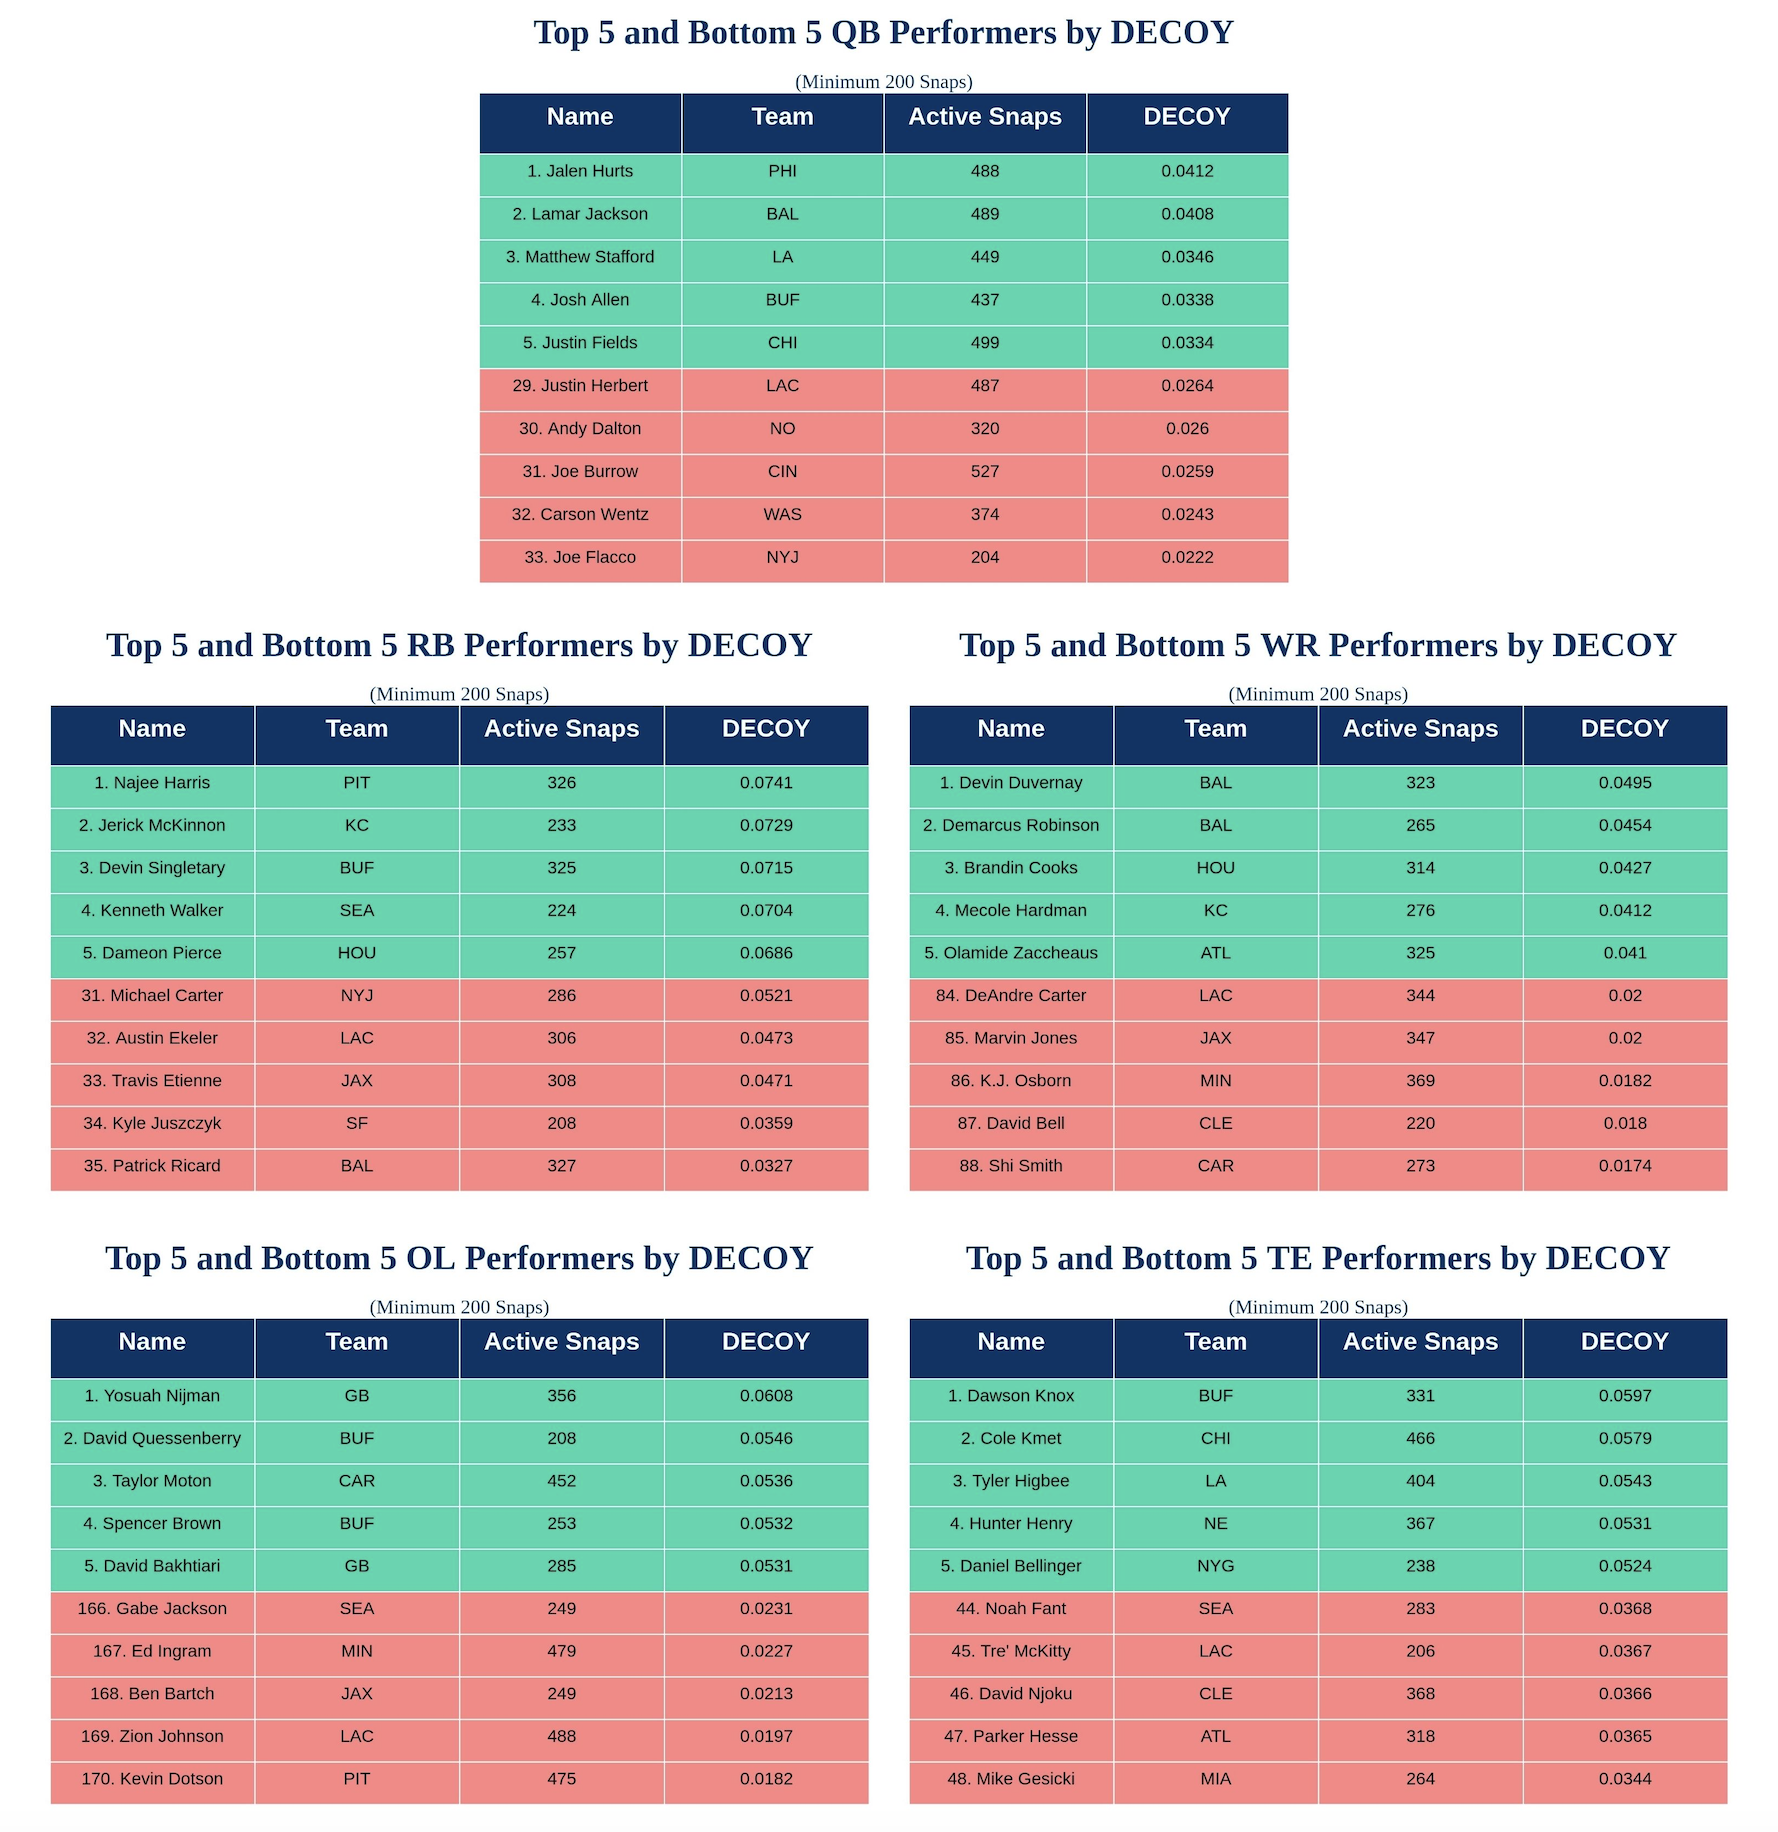 Top 5 and Bottom 5 QB Performers by DECOY
(Minimum 200 Snaps)
Name Team Active Snaps DECOY
1. Jalen Hurts PHI 488 0.0412
2. Lamar Jackson BAL 489 0.0408
3. Matthew Stafford LA 449 0.0346
4. Josh Allen BUF 437 0.0338
5. Justin Fields CHI 499 0.0334
29. Justin Herbert LAC 487 0.0264
30. Andy Dalton NO 320 0.026
31. Joe Burrow CIN 527 0.0259
32. Carson Wentz WAS 374 0.0243
33. Joe Flacco NYJ 204 0.0222
Top 5 and Bottom 5 RB Performers by DECOY
(Minimum 200 Snaps)
Name Team Active Snaps DECOY
1. Najee Harris PIT 326 0.0741
2. Jerick McKinnon KC 233 0.0729
3. Devin Singletary BUF 325 0.0715
4. Kenneth Walker SEA 224 0.0704
5. Dameon Pierce HOU 257 0.0686
31. Michael Carter NYJ 286 0.0521
32. Austin Ekeler LAC 306 0.0473
33. Travis Etienne JAX 308 0.0471
34. Kyle Juszczyk SF 208 0.0359
35. Patrick Ricard BAL 327 0.0327
Top 5 and Bottom 5 WR Performers by DECOY
(Minimum 200 Snaps)
Name Team Active Snaps DECOY
1. Devin Duvernay BAL 323 0.0495
2. Demarcus Robinson BAL 265 0.0454
3. Brandin Cooks HOU 314 0.0427
4. Mecole Hardman KC 276 0.0412
5. Olamide Zaccheaus ATL 325 0.041
84. DeAndre Carter LAC 344 0.02
85. Marvin Jones JAX 347 0.02
86. K.J. Osborn MIN 369 0.0182
87. David Bell CLE 220 0.018
88. Shi Smith CAR 273 0.0174
Top 5 and Bottom 5 OL Performers by DECOY
(Minimum 200 Snaps)
Name Team Active Snaps DECOY
1. Yosuah Nijman GB 356 0.0608
2. David Quessenberry BUF 208 0.0546
3. Taylor Moton CAR 452 0.0536
4. Spencer Brown BUF 253 0.0532
5. David Bakhtiari GB 285 0.0531
166. Gabe Jackson SEA 249 0.0231
167. Ed Ingram MIN 479 0.0227
168. Ben Bartch JAX 249 0.0213
169. Zion Johnson LAC 488 0.0197
170. Kevin Dotson PIT 475 0.0182
Top 5 and Bottom 5 TE Performers by DECOY
(Minimum 200 Snaps)
Name Team Active Snaps DECOY
1. Dawson Knox BUF 331 0.0597
2. Cole Kmet CHI 466 0.0579
3. Tyler Higbee LA 404 0.0543
4. Hunter Henry NE 367 0.0531
5. Daniel Bellinger NYG 238 0.0524
44. Noah Fant SEA 283 0.0368
45. Tre' McKitty LAC 206 0.0367
46. David Njoku CLE 368 0.0366
47. Parker Hesse ATL 318 0.0365
48. Mike Gesicki MIA 264 0.0344